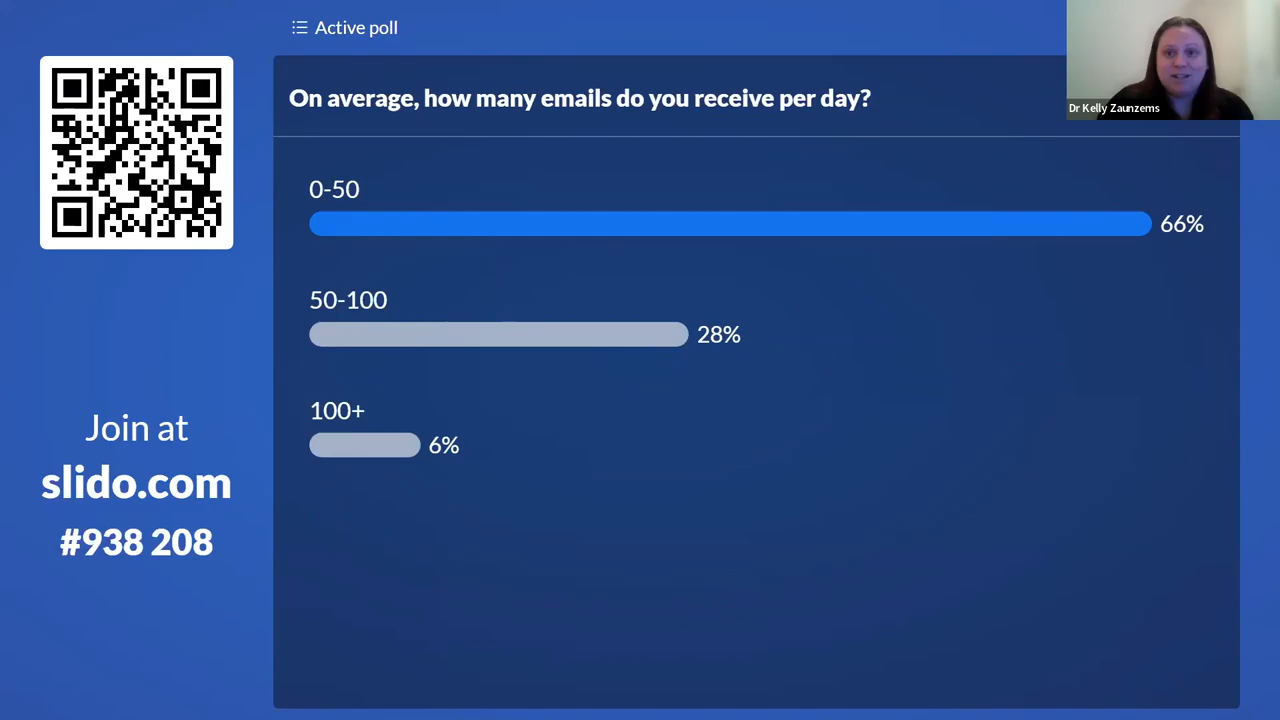 Active poll
Dr Kelly Zaunzems
On average, how many emails do you receive per day?
0-50
66%
50-100
28%
100+
6%
Join at
slido.com
#938 208